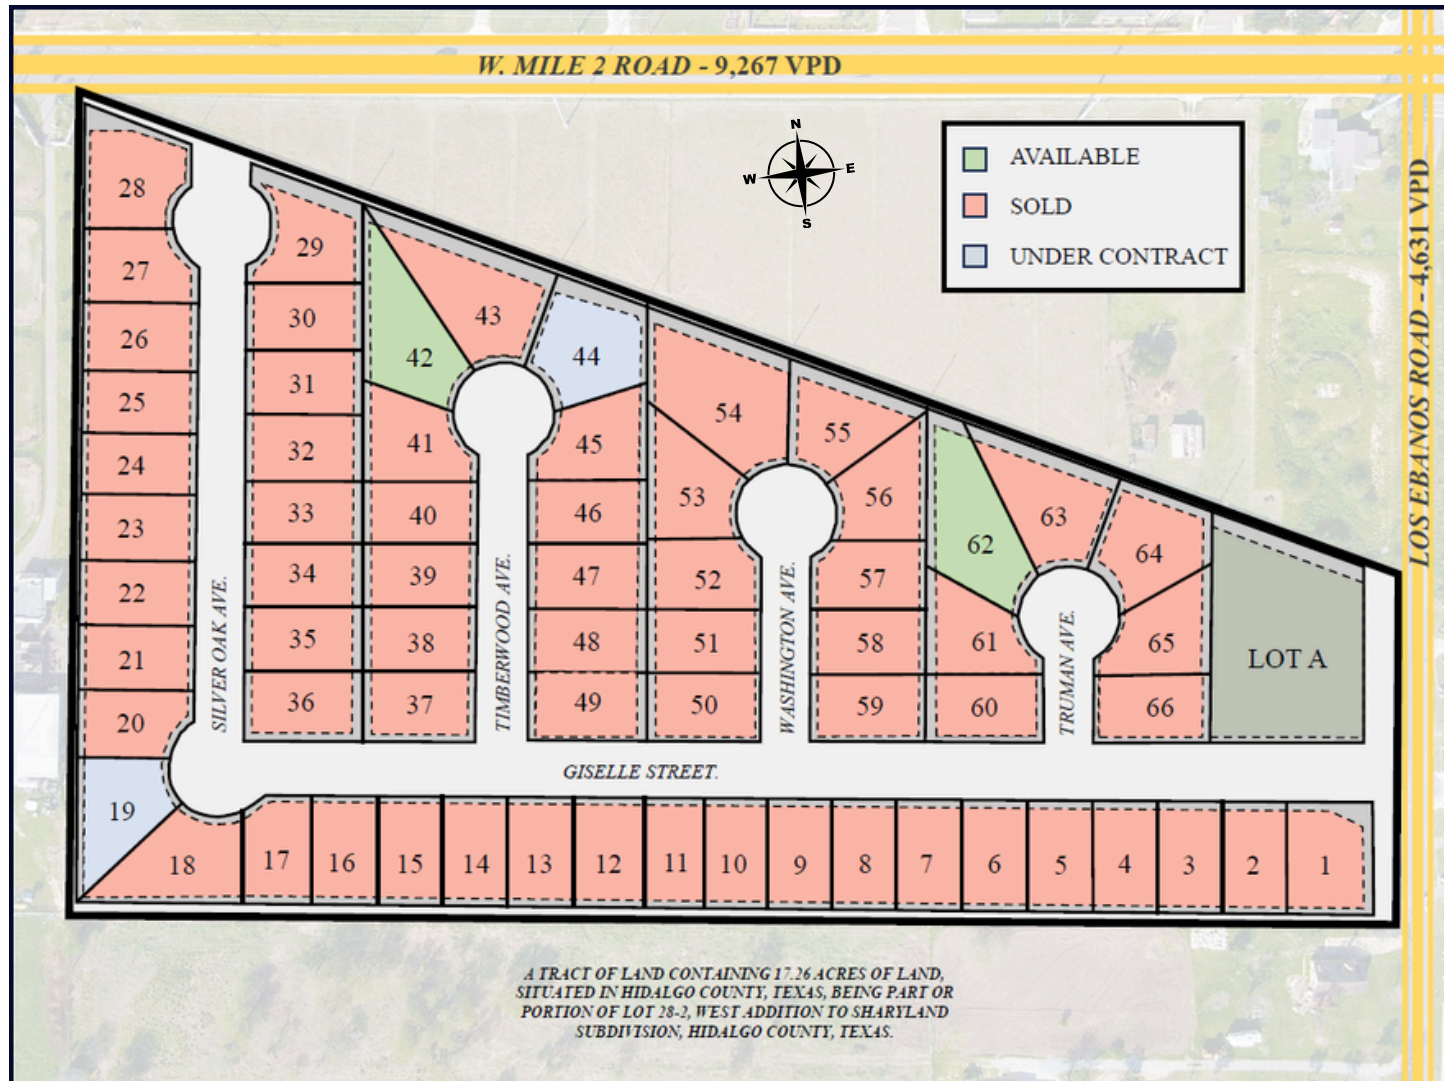 W. MILE 2 ROAD - 9,267 VPD
N
W E
S
AVAILABLE
SOLD
UNDER CONTRACT
LOS EBANOS ROAD - 4,631 VPD
28
27
26
25
24
23
22
21
20
19
18
SILVER OAK AVE.
29
30
31
32
33
34
35
36
42
43
44
41
40
39
38
37
TIMBERWOOD AVE.
45
46
47
48
49
54
55
53
52
51
50
WASHINGTON AVE.
56
57
58
59
62
63
64
61
60
TRUMAN AVE.
65
66
LOT A
GISELLE STREET.
17 16 15 14 13 12 11 10 9 8 7 6 5 4 3 2 1
A TRACT OF LAND CONTAINING 17.26 ACRES OF LAND,
SITUATED IN HIDALGO COUNTY, TEXAS, BEING PART OR
PORTION OF LOT 28-2, WEST ADDITION TO SHARYLAND
SUBDIVISION, HIDALGO COUNTY, TEXAS.